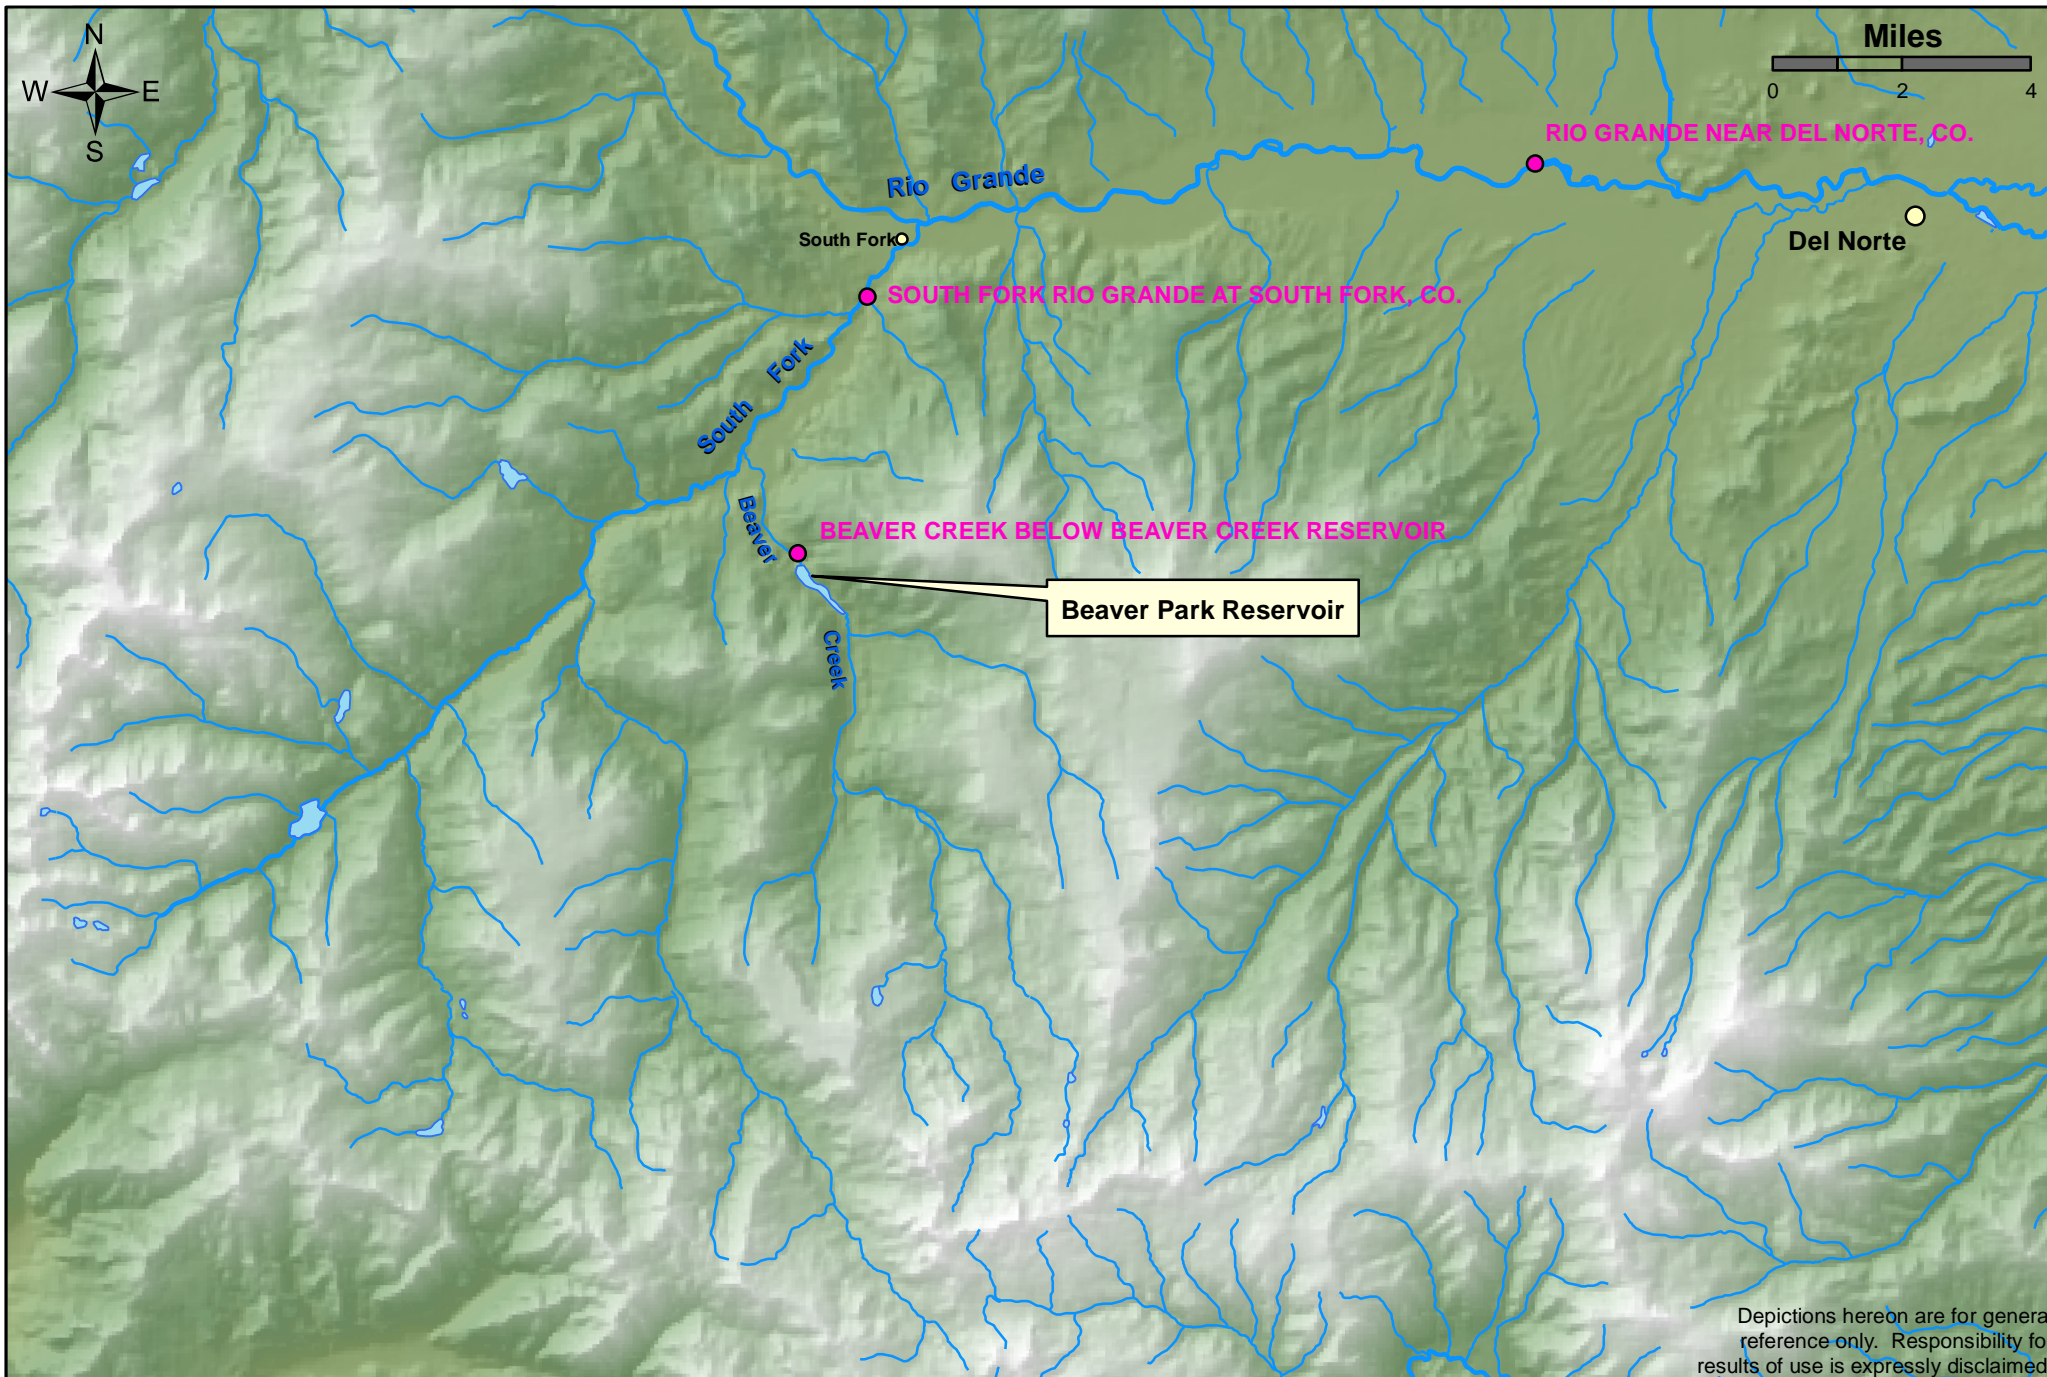 N
W E
S
Miles
0 2 4
RIO GRANDE NEAR DEL NORTE, CO.
Rio Grande
South Fork
Del Norte
SOUTH FORK RIO GRANDE AT SOUTH FORK, CO.
South Fork
Beaver
BEAVER CREEK BELOW BEAVER CREEK RESERVOIR
Beaver Park Reservoir
Creek
Depictions hereon are for genera
reference only. Responsibility fo
results of use is expressly disclaimed